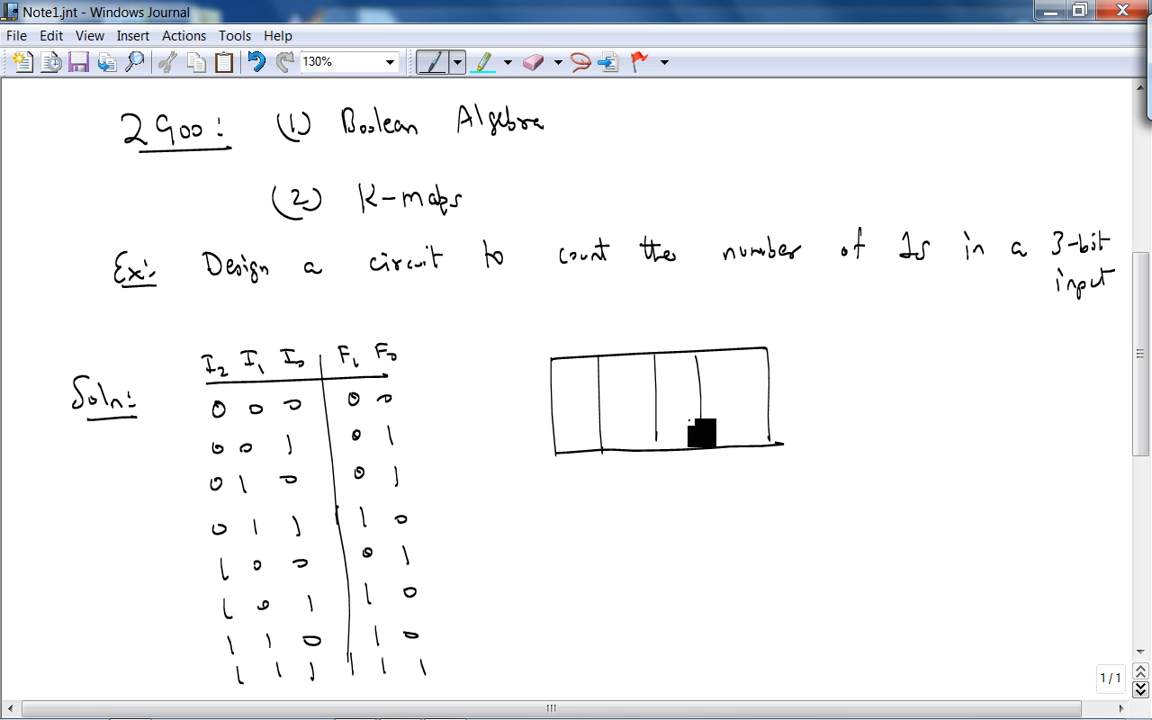 Note1.jnt - Windows Journal
File Edit View Insert Actions Tools Help
130%
2900: (1) Boolean Algebra
(2) K-maps
Ex:- Design a circuit to count the number of 1s in a 3-bit
input
Soln:
I2 I1 I0 F1 F0
0 0 0 0 0
0 0 1 0 1
0 1 0 0 1
0 1 1 1 0
1 0 0 0 1
1 0 1 1 0
1 1 0 1 0
1 1 1 1 1
1 / 1